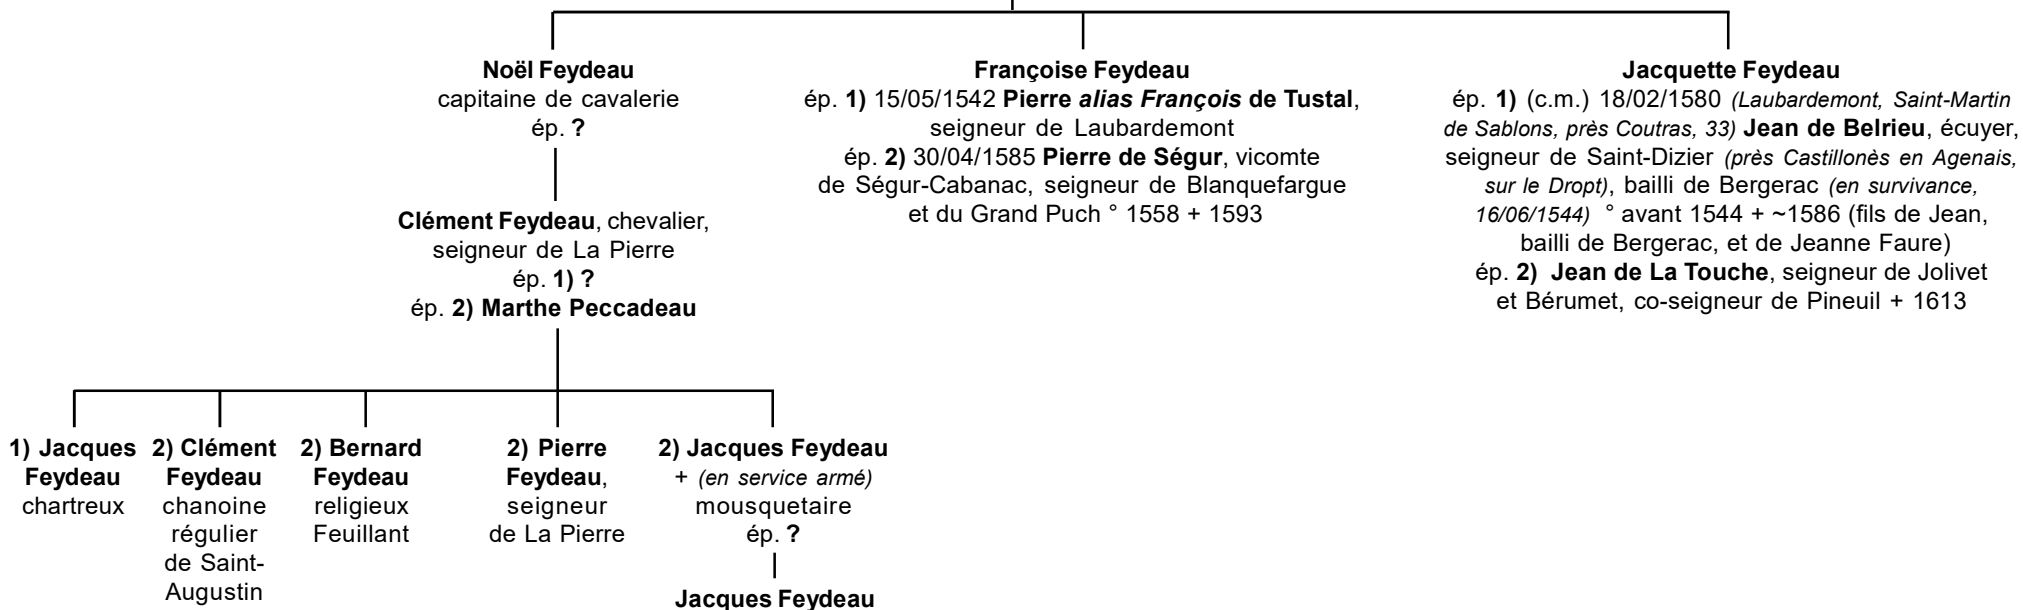 Noël Feydeau
capitaine de cavalerie
ép. ?
Françoise Feydeau
ép. 1) 15/05/1542 Pierre alias François de Tustal,
seigneur de Laubardemont
ép. 2) 30/04/1585 Pierre de Ségur, vicomte
de Ségur-Cabanac, seigneur de Blanquefargue
et du Grand Puch ° 1558 + 1593
Jacquette Feydeau
ép. 1) (c.m.) 18/02/1580 (Laubardemont, Saint-Martin
de Sablons, près Coutras, 33) Jean de Belrieu, écuyer,
seigneur de Saint-Dizier (près Castillonès en Agenais,
sur le Dropt), bailli de Bergerac (en survivance,
16/06/1544) ° avant 1544 + ~1586 (fils de Jean,
bailli de Bergerac, et de Jeanne Faure)
ép. 2) Jean de La Touche, seigneur de Jolivet
et Bérumet, co-seigneur de Pineuil + 1613
Clément Feydeau, chevalier,
seigneur de La Pierre
ép. 1) ?
ép. 2) Marthe Peccadeau
1) Jacques
Feydeau
chartreux
2) Clément
Feydeau
chanoine
régulier
de Saint-
Augustin
2) Bernard
Feydeau
religieux
Feuillant
2) Pierre
Feydeau,
seigneur
de La Pierre
2) Jacques Feydeau
+ (en service armé)
mousquetaire
ép. ?
Jacques Feydeau